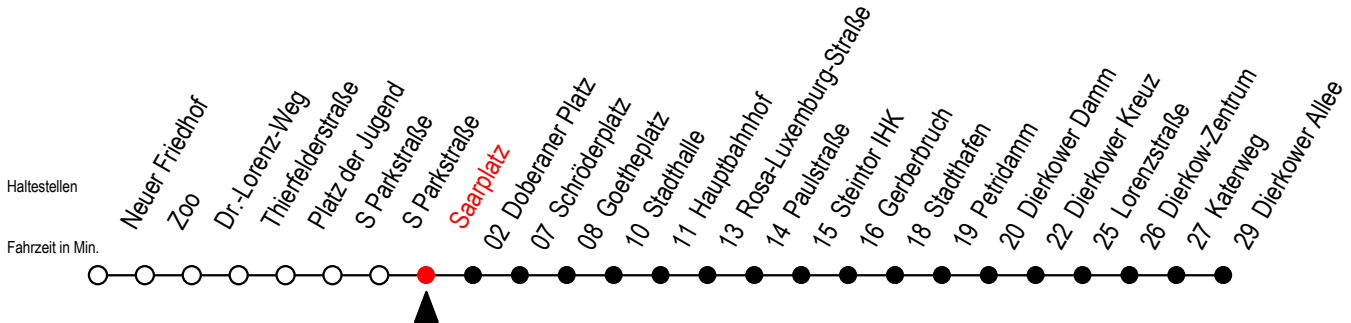 Haltestellen
Fahrzeit in Min.
Neuer Friedhof
Zoo
Dr.-Lorenz-Weg
Thierfelderstraße
Platz der Jugend
S Parkstraße
S Parkstraße
Saarplatz
02 Doberaner Platz
07 Schröderplatz
08 Goetheplatz
10 Stadthalle
11 Hauptbahnhof
13 Rosa-Luxemburg-Straße
14 Paulstraße
15 Steintor IHK
16 Gerberbruch
18 Stadthafen
19 Petridamm
20 Dierkower Damm
22 Dierkower Kreuz
25 Lorenzstraße
26 Dierkow-Zentrum
27 Katerweg
29 Dierkower Allee